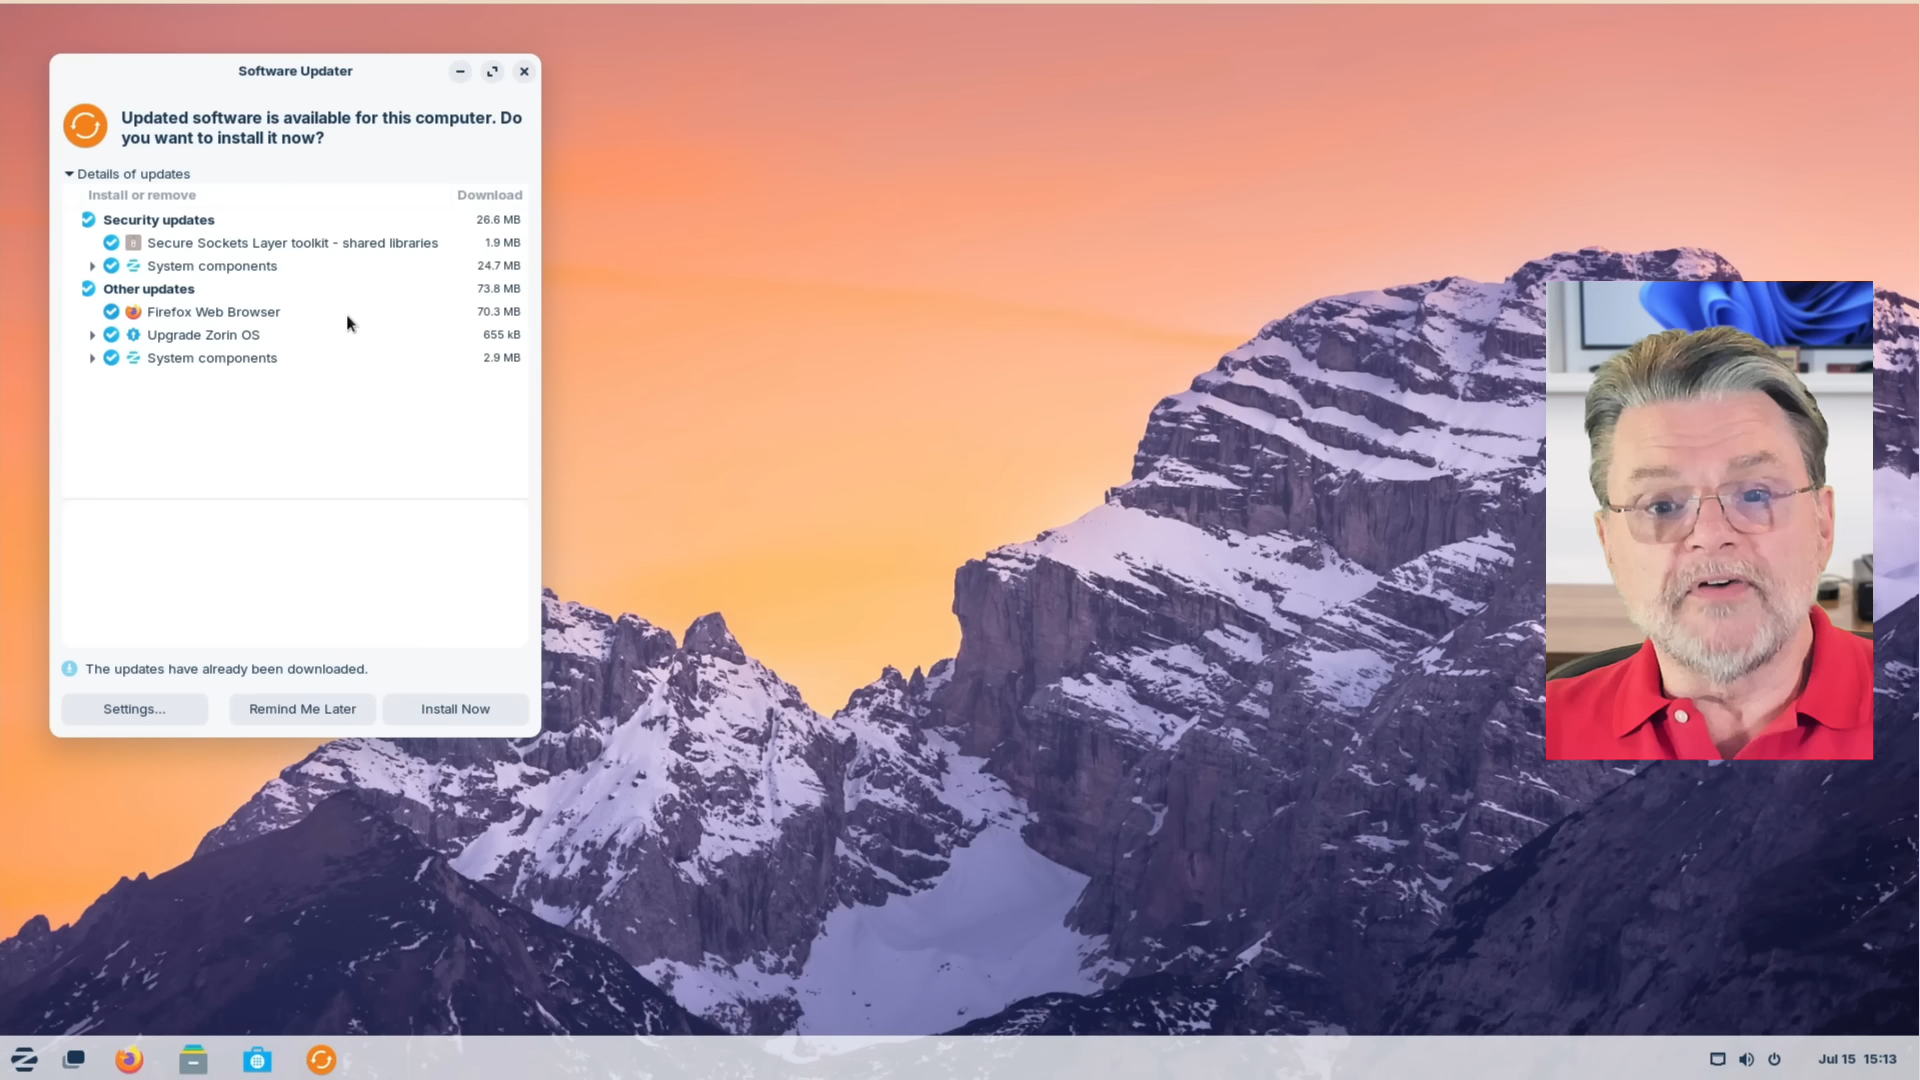 Software Updater
Updated software is available for this computer. Do
you want to install it now?
Details of updates
Install or remove Download
Security updates 26.6 MB
Secure Sockets Layer toolkit - shared libraries 1.9 MB
System components 24.7 MB
Other updates 73.8 MB
Firefox Web Browser 70.3 MB
Upgrade Zorin OS 655 kB
System components 2.9 MB
The updates have already been downloaded.
Settings... Remind Me Later Install Now
Jul 15 15:13